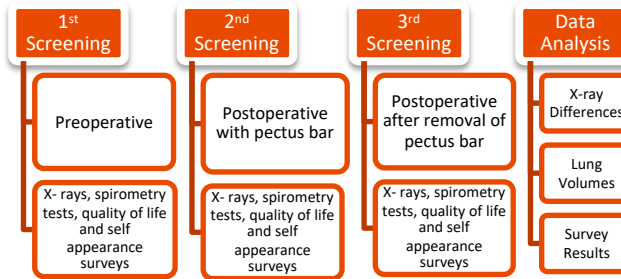 1st
Screening
Preoperative
X- rays, spirometry
tests, quality of life
and self
appearance
surveys
2nd
Screening
Postoperative
with pectus bar
X- rays, spirometry
tests, quality of life
and self
appearance surveys
3rd
Screening
Postoperative
after removal of
pectus bar
X- rays, spirometry
tests, quality of life
and self
appearance surveys
Data
Analysis
X-ray
Differences
Lung
Volumes
Survey
Results